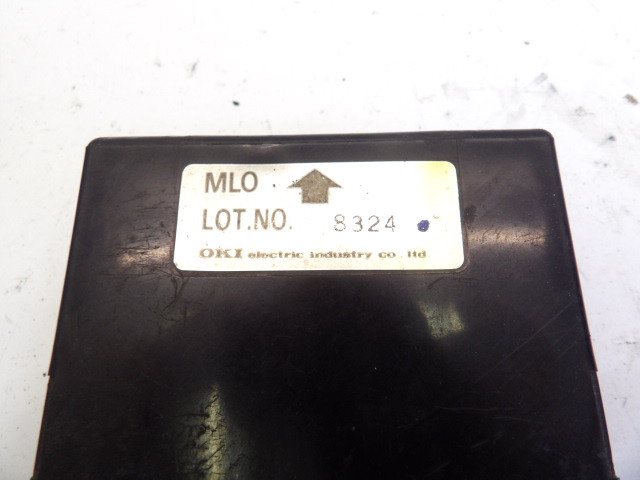 MLO
LOT.NO. 8324
OKI electric industry co. ltd